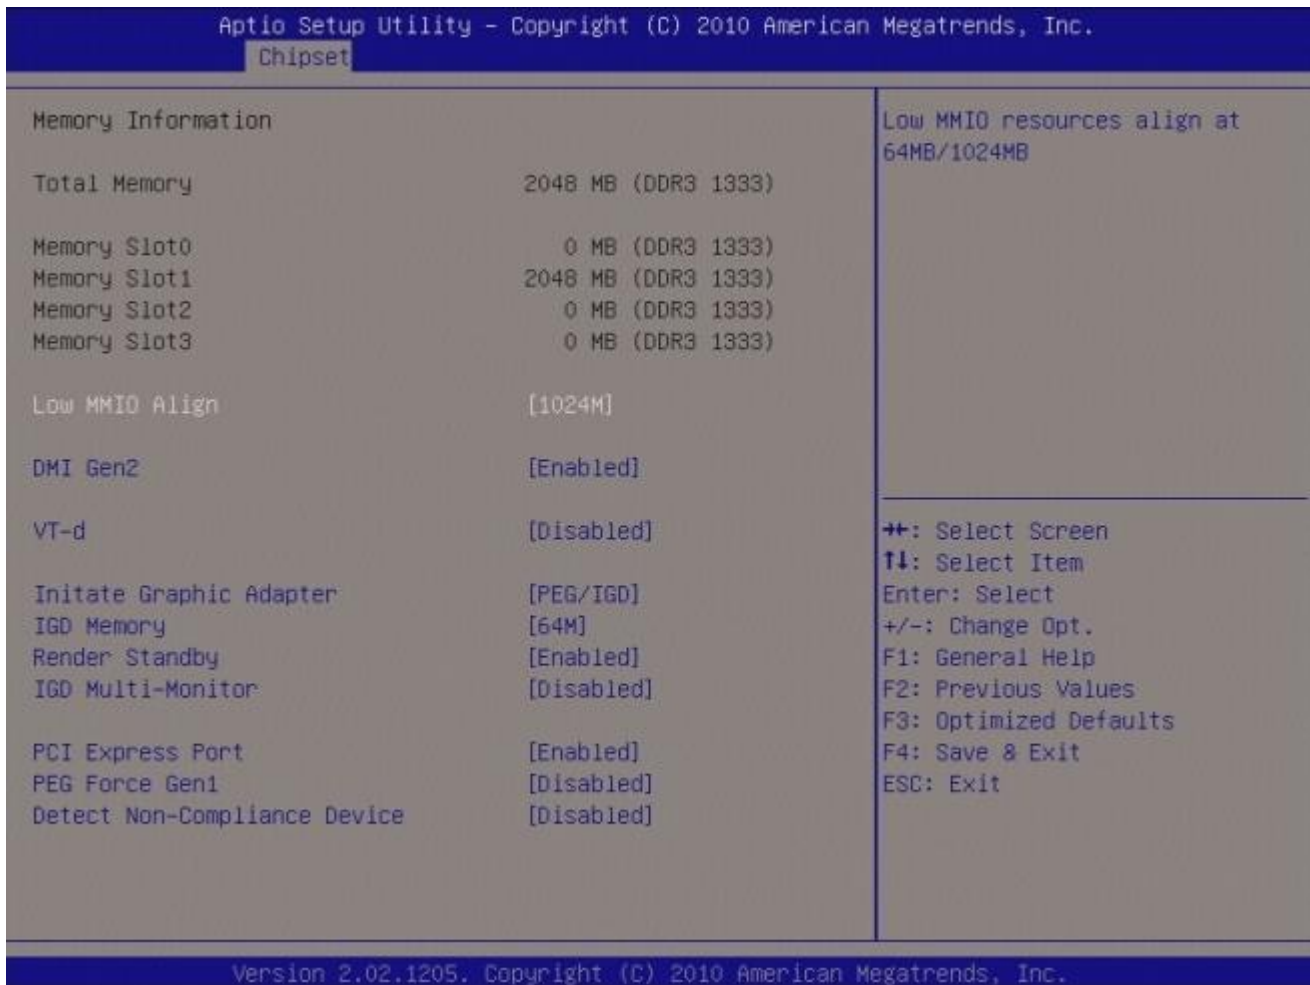 Aptio Setup Utility – Copyright (C) 2010 American Megatrends, Inc.
Chipset
Memory Information
Total Memory 2048 MB (DDR3 1333)
Memory Slot0 0 MB (DDR3 1333)
Memory Slot1 2048 MB (DDR3 1333)
Memory Slot2 0 MB (DDR3 1333)
Memory Slot3 0 MB (DDR3 1333)
Low MMIO Align [1024M]
DMI Gen2 [Enabled]
VT-d [Disabled]
Initate Graphic Adapter [PEG/IGD]
IGD Memory [64M]
Render Standby [Enabled]
IGD Multi-Monitor [Disabled]
PCI Express Port [Enabled]
PEG Force Gen1 [Disabled]
Detect Non-Compliance Device [Disabled]
Low MMIO resources align at
64MB/1024MB
→←: Select Screen
↑↓: Select Item
Enter: Select
+/-: Change Opt.
F1: General Help
F2: Previous Values
F3: Optimized Defaults
F4: Save & Exit
ESC: Exit
Version 2.02.1205. Copyright (C) 2010 American Megatrends, Inc.